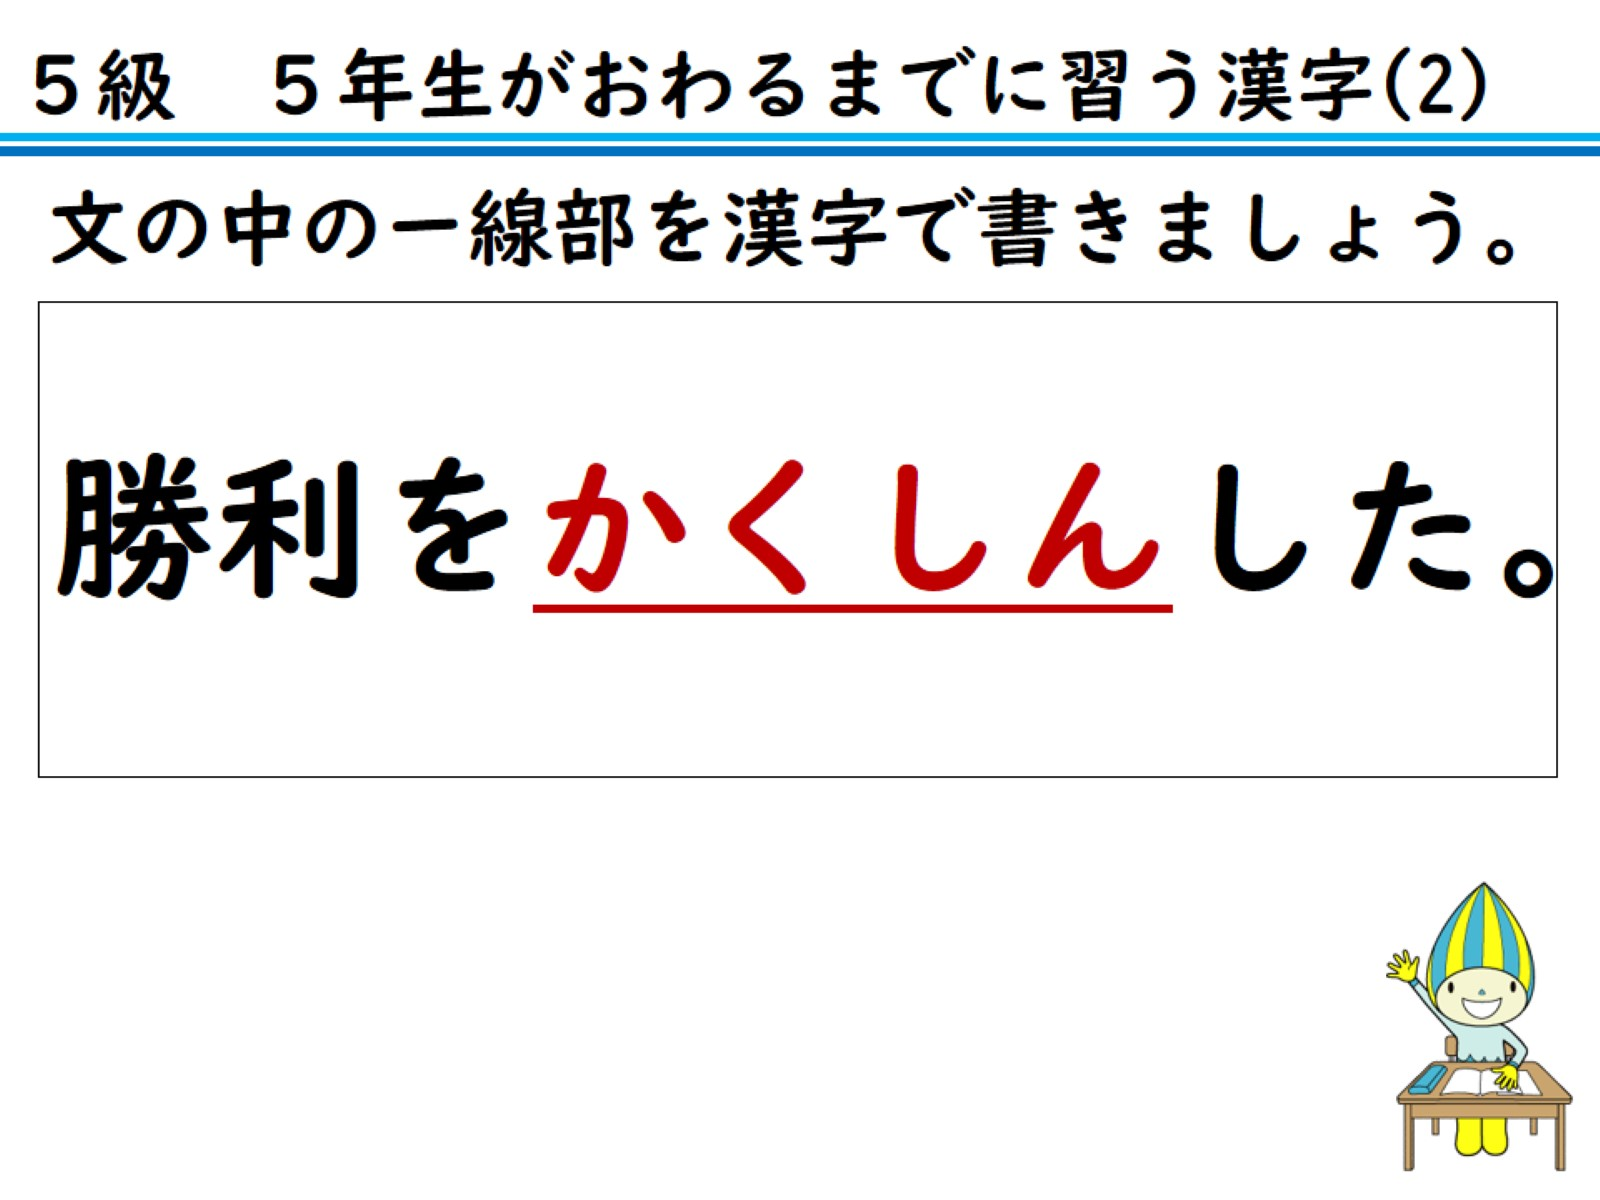 5級　5年生がおわるまでに習う漢字(2)
文の中の一線部を漢字で書きましょう。
勝利をかくしんした。